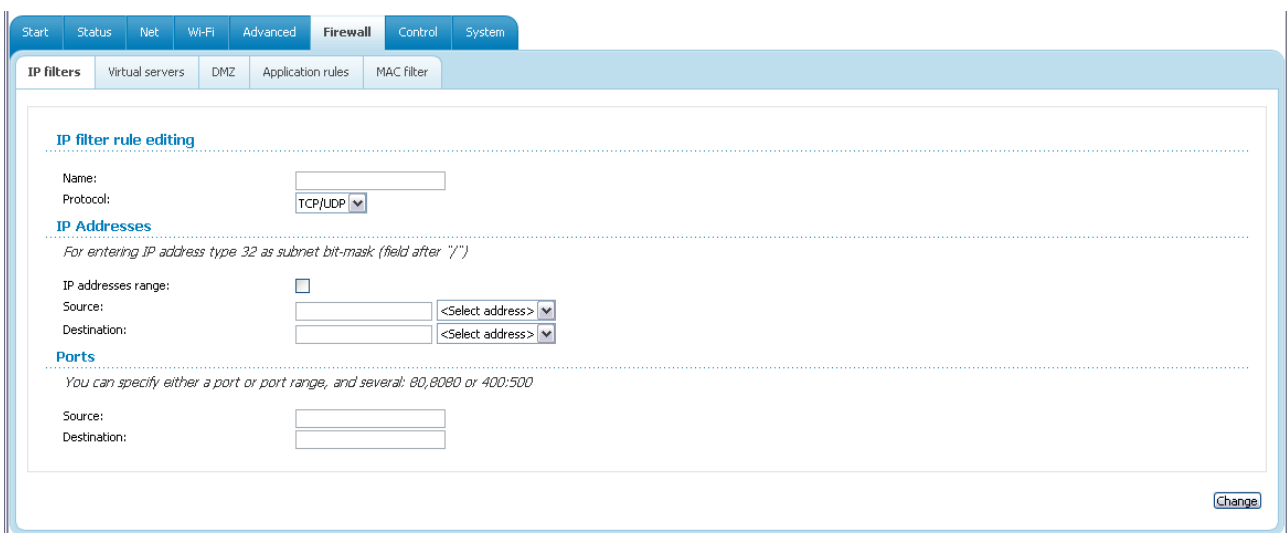 Start Status Net Wi-Fi Advanced Firewall Control System
IP filters Virtual servers DMZ Application rules MAC filter
IP filter rule editing
Name:
Protocol: TCP/UDP
IP Addresses
For entering IP address type 32 as subnet bit-mask (field after "/")
IP addresses range:
Source: <Select address>
Destination: <Select address>
Ports
You can specify either a port or port range, and several: 80,8080 or 400:500
Source:
Destination:
Change